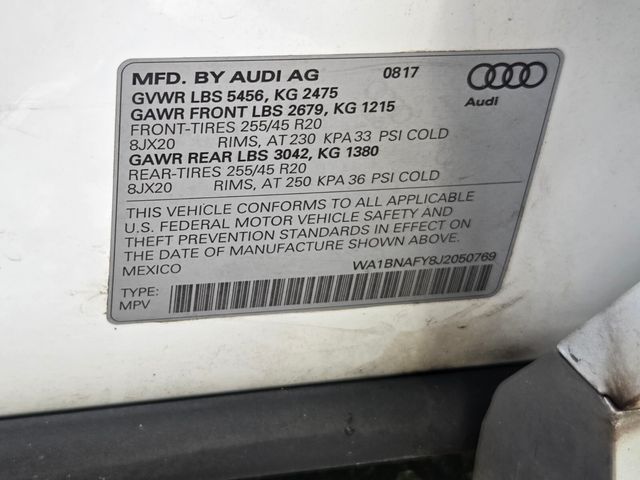 MFD. BY AUDI AG 0817
GVWR LBS 5456, KG 2475
GAWR FRONT LBS 2679, KG 1215
FRONT-TIRES 255/45 R20
8JX20 RIMS, AT 230 KPA 33 PSI COLD
GAWR REAR LBS 3042, KG 1380
REAR-TIRES 255/45 R20
8JX20 RIMS, AT 250 KPA 36 PSI COLD
Audi
THIS VEHICLE CONFORMS TO ALL APPLICABLE
U.S. FEDERAL MOTOR VEHICLE SAFETY AND
THEFT PREVENTION STANDARDS IN EFFECT ON
THE DATE OF MANUFACTURE SHOWN ABOVE.
MEXICO WA1BNAFY8J2050769
TYPE:
MPV